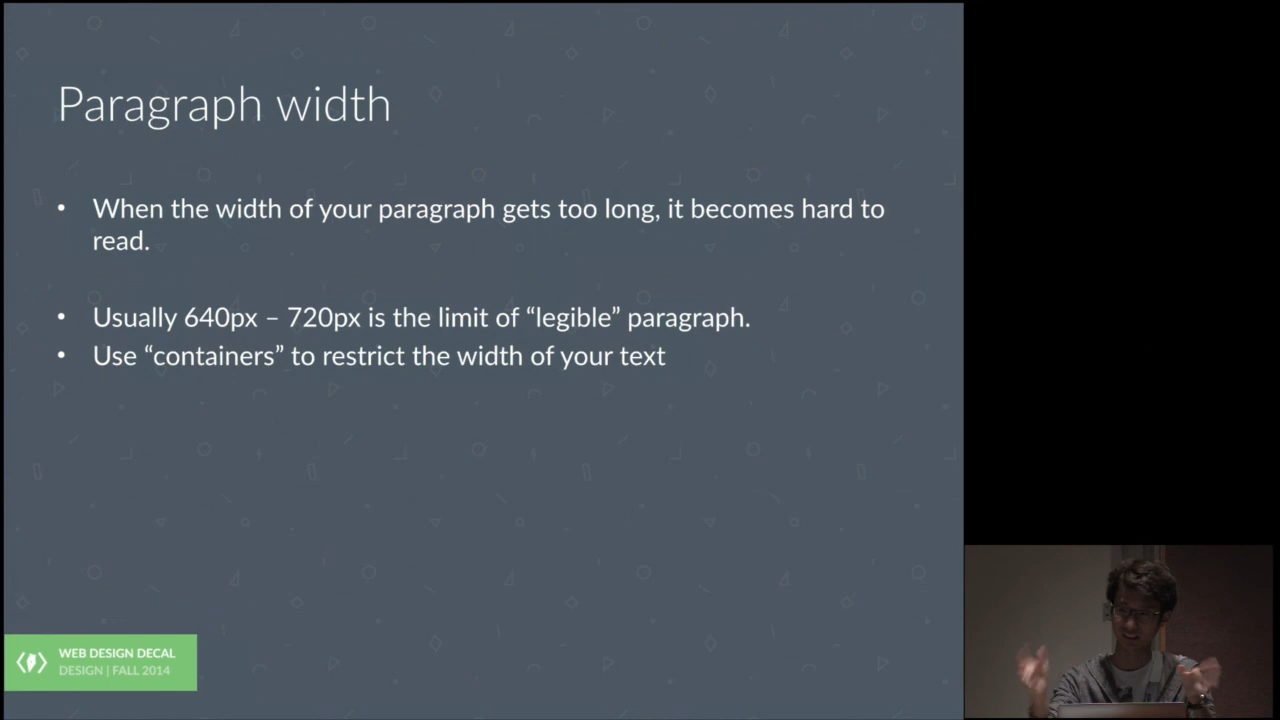 Paragraph width
• When the width of your paragraph gets too long, it becomes hard to
read.
• Usually 640px – 720px is the limit of “legible” paragraph.
• Use “containers” to restrict the width of your text
WEB DESIGN DECAL
DESIGN | FALL 2014